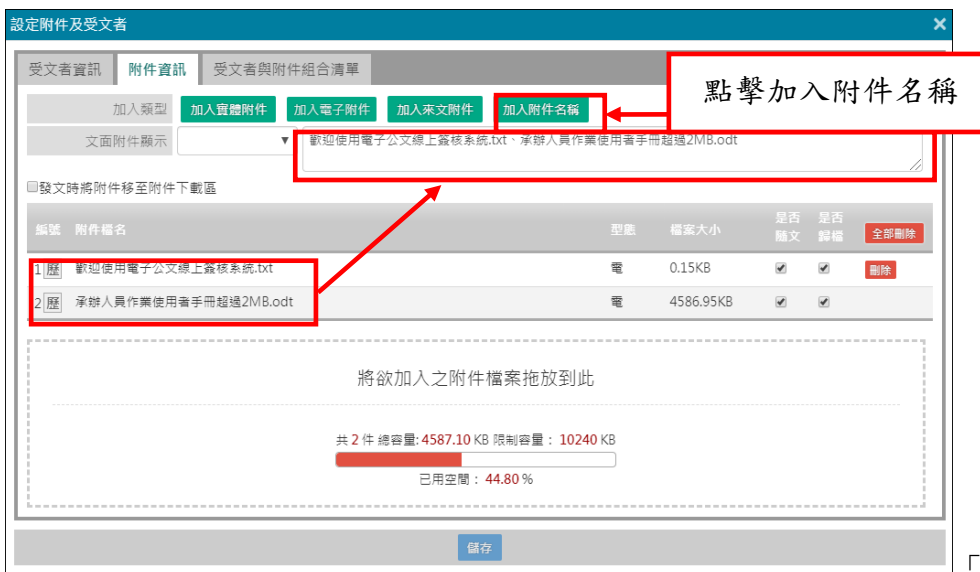 設定附件及受文者 ×
受文者資訊 附件資訊 受文者與附件組合清單
點擊加入附件名稱
加入類型 加入實體附件 加入電子附件 加入來文附件 加入附件名稱
文面附件顯示 歡迎使用電子公文線上簽核系統.txt、承辦人員作業使用者手冊超過2MB.odt
發文時將附件移至附件下載區
編號 附件檔名 型態 檔案大小 是否隨文 是否歸檔 全部刪除
1 歷 歡迎使用電子公文線上簽核系統.txt 電 0.15KB 刪除
2 歷 承辦人員作業使用者手冊超過2MB.odt 電 4586.95KB
將欲加入之附件檔案拖放到此
共 2 件 總容量: 4587.10 KB 限制容量： 10240 KB
已用空間： 44.80 %
儲存
「